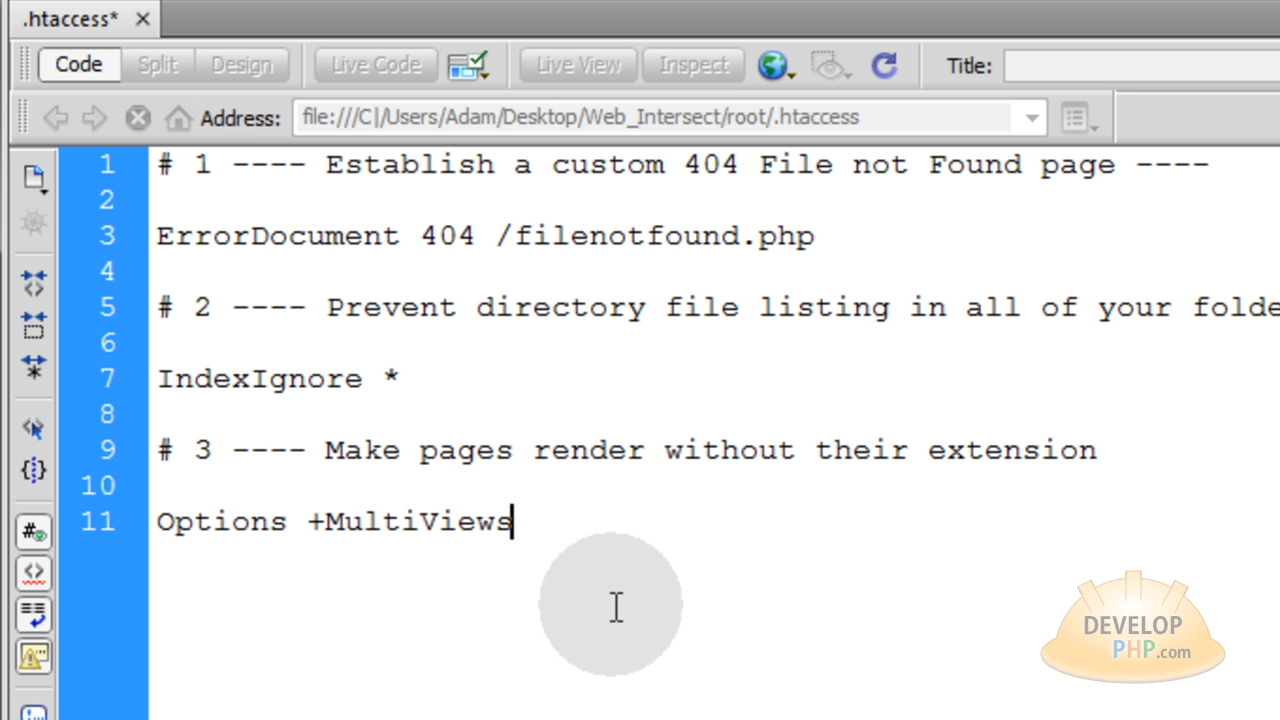 .htaccess*
Code Split Design Live Code Live View Inspect Title:
Address: file:///C|/Users/Adam/Desktop/Web_Intersect/root/.htaccess
1 # 1 ---- Establish a custom 404 File not Found page ----
2
3 ErrorDocument 404 /filenotfound.php
4
5 # 2 ---- Prevent directory file listing in all of your folde
6
7 IndexIgnore *
8
9 # 3 ---- Make pages render without their extension
10
11 Options +MultiViews
DEVELOP
PHP.com